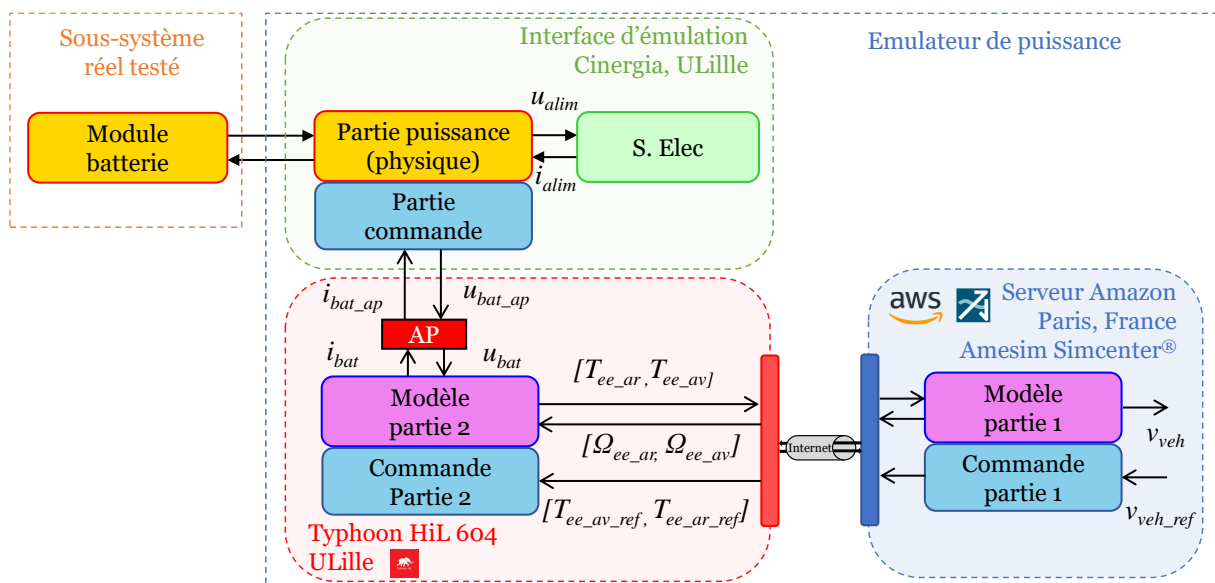 Sous-système
réel testé
Interface d'émulation
Cinergia, ULillle
Emulateur de puissance
Module
batterie
Partie puissance
(physique)
u_alim
i_alim
S. Elec
Partie
commande
i_bat_ap
u_bat_ap
AP
i_bat
u_bat
Modèle
partie 2
Commande
Partie 2
[T_ee_ar, T_ee_av]
[Ω_ee_ar, Ω_ee_av]
[T_ee_av_ref, T_ee_ar_ref]
Typhoon HiL 604
ULille
Internet
aws
Serveur Amazon
Paris, France
Amesim Simcenter®
Modèle
partie 1
Commande
partie 1
v_veh
v_veh_ref